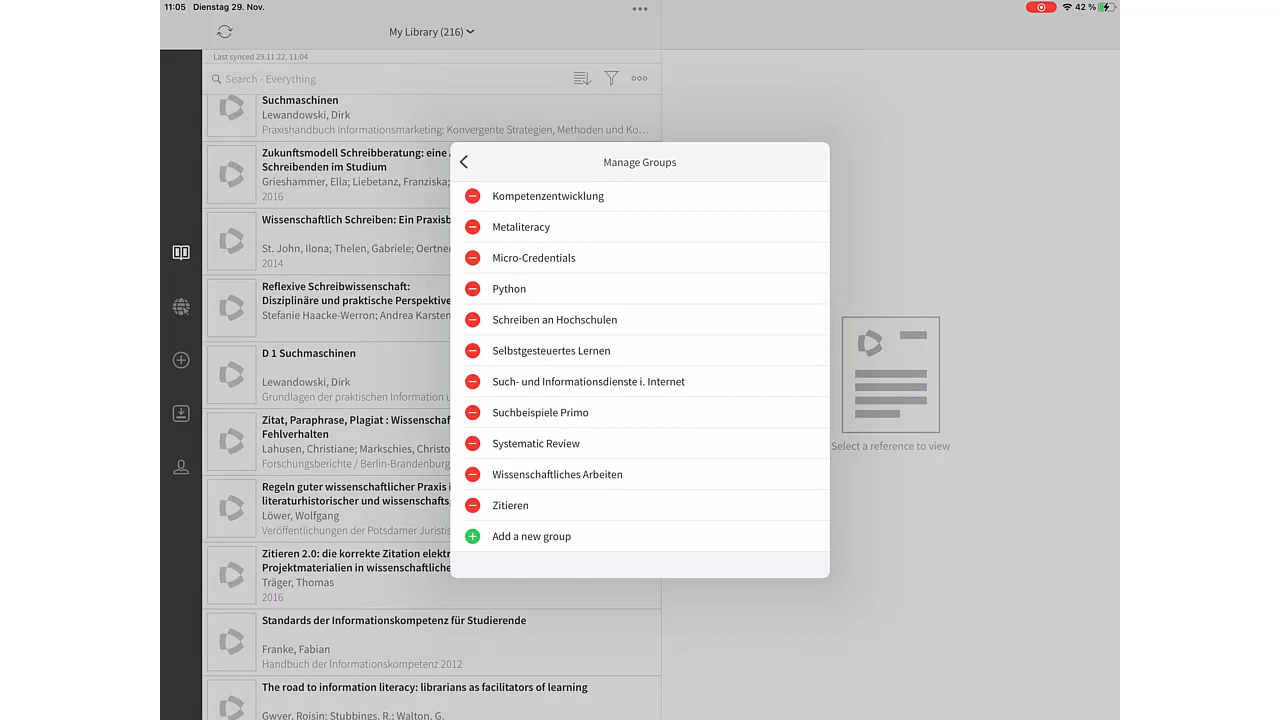 11:05 Dienstag 29. Nov.
42 %
My Library (216)
Last synced 29.11.22, 11:04
Search - Everything
Suchmaschinen
Lewandowski, Dirk
Praxishandbuch Informationsmarketing: Konvergente Strategien, Methoden und Ko...
Zukunftsmodell Schreibberatung: eine
Schreibenden im Studium
Grieshammer, Ella; Liebetanz, Franziska;
2016
Wissenschaftlich Schreiben: Ein Praxisb
St. John, Ilona; Thelen, Gabriele; Oertne
2014
Reflexive Schreibwissenschaft:
Disziplinäre und praktische Perspektive
Stefanie Haacke-Werron; Andrea Karsten
D 1 Suchmaschinen
Lewandowski, Dirk
Grundlagen der praktischen Information u
Zitat, Paraphrase, Plagiat : Wissenschaf
Fehlverhalten
Lahusen, Christiane; Markschies, Christo
Forschungsberichte / Berlin-Brandenburg
Regeln guter wissenschaftlicher Praxis i
literaturhistorischer und wissenschafts
Löwer, Wolfgang
Veröffentlichungen der Potsdamer Juristis
Zitieren 2.0: die korrekte Zitation elektr
Projektmaterialien in wissenschaftliche
Träger, Thomas
2016
Standards der Informationskompetenz für Studierende
Franke, Fabian
Handbuch der Informationskompetenz 2012
The road to information literacy: librarians as facilitators of learning
Gwyer, Roisin; Stubbings, R.; Walton, G.
Manage Groups
Kompetenzentwicklung
Metaliteracy
Micro-Credentials
Python
Schreiben an Hochschulen
Selbstgesteuertes Lernen
Such- und Informationsdienste i. Internet
Suchbeispiele Primo
Systematic Review
Wissenschaftliches Arbeiten
Zitieren
Add a new group
Select a reference to view